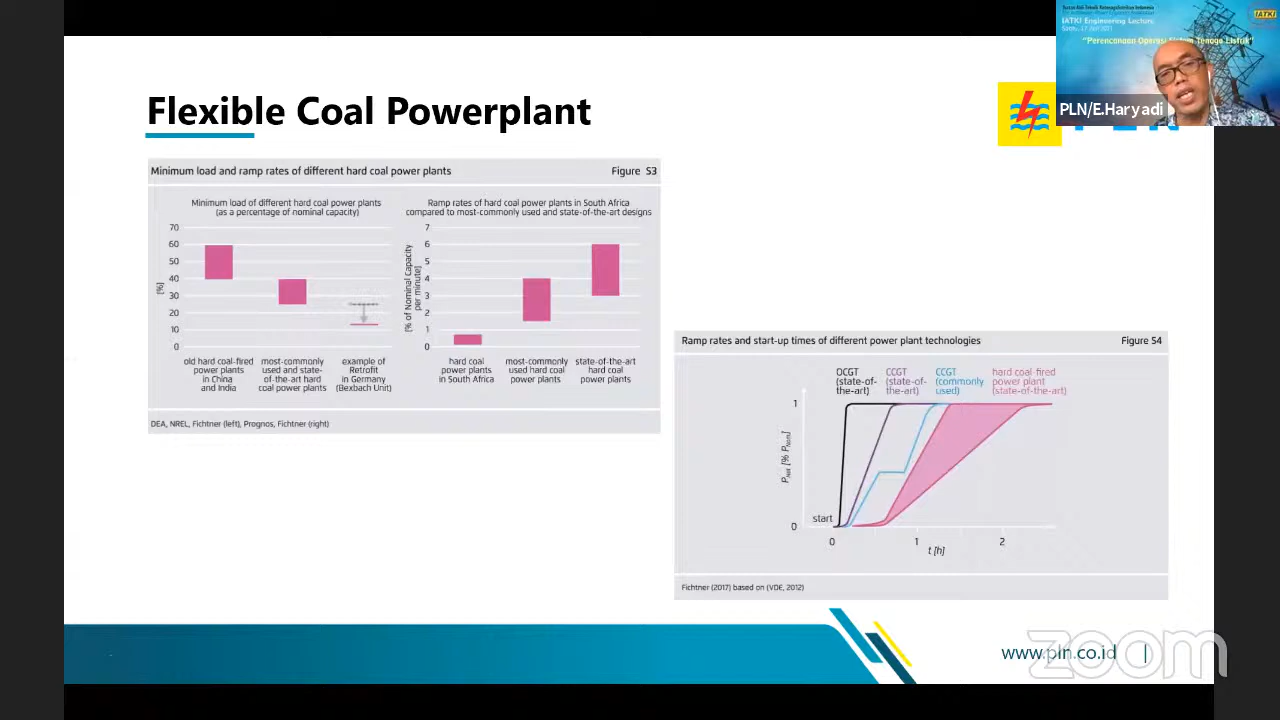 IATKI
IATKI Engineering Lecture,
"Perencanaan Operasi Sistem Tenaga Listrik"
PLN/E.Haryadi
Flexible Coal Powerplant
Minimum load and ramp rates of different hard coal power plants
Figure S3
Minimum load of different hard coal power plants
(as a percentage of nominal capacity)
70
60
50
40
30
20
10
0
[%]
old hard coal-fired
power plants
in China
and India
most-commonly
used and state-
of-the-art hard
coal power plants
example of
Retrofit
in Germany
(Bexbach Unit)
Ramp rates of hard coal power plants in South Africa
compared to most-commonly used and state-of-the-art designs
7
6
5
4
3
2
1
0
[% of Nominal Capacity
per minute]
hard coal
power plants
in South Africa
most-commonly
used hard coal
power plants
state-of-the-art
hard coal
power plants
DEA, NREL, Fichtner (left), Prognos, Fichtner (right)
Ramp rates and start-up times of different power plant technologies
Figure S4
OCGT
(state-of-
the-art)
CCGT
(state-of-
the-art)
CCGT
(commonly
used)
hard coal-fired
power plant
(state-of-the-art)
1
0
start
0
1
2
t [h]
Fichtner (2017) based on (VDE, 2012)
www.pln.co.id
zoom